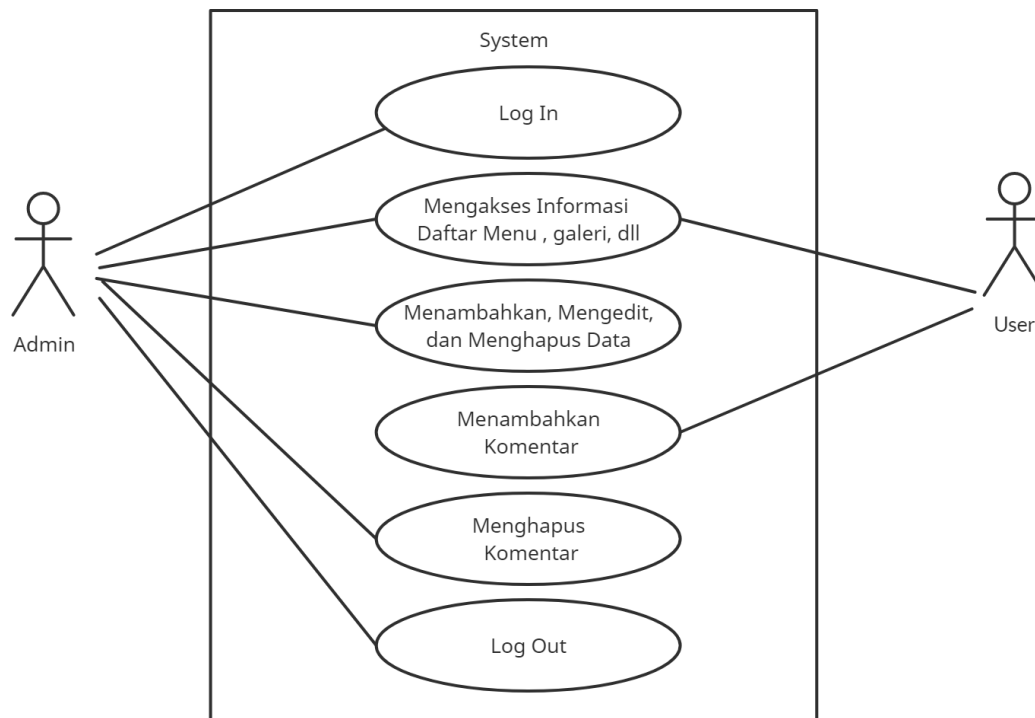 System
Log In
Mengakses Informasi
Daftar Menu , galeri, dll
Menambahkan, Mengedit,
dan Menghapus Data
Menambahkan
Komentar
Menghapus
Komentar
Log Out
Admin
User